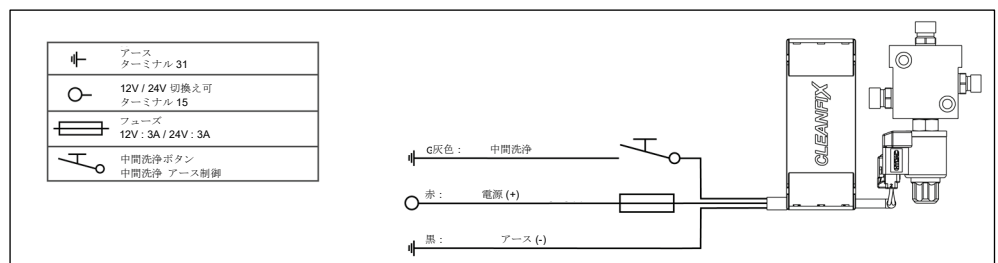 アース
ターミナル 31
12V / 24V 切換え可
ターミナル 15
フューズ
12V : 3A / 24V : 3A
中間洗浄ボタン
中間洗浄 アース制御
G灰色： 中間洗浄
赤： 電源 (+)
黒： アース (-)
CLEANFIX